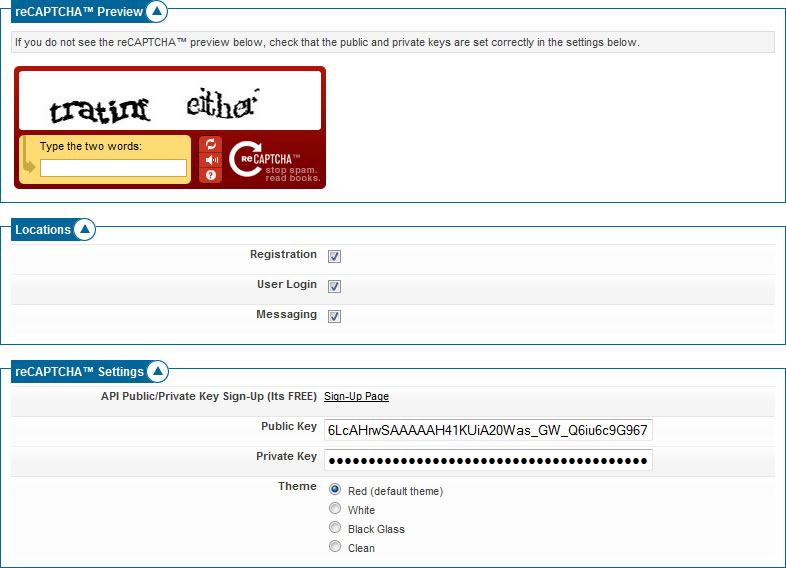 reCAPTCHA™ Preview
If you do not see the reCAPTCHA™ preview below, check that the public and private keys are set correctly in the settings below.
either
Type the two words:
reCAPTCHA™
stop spam.
read books.
Locations
Registration
User Login
Messaging
reCAPTCHA™ Settings
API Public/Private Key Sign-Up (Its FREE) Sign-Up Page
Public Key 6LcAHrwSAAAAAH41KUiA20Was_GW_Q6iu6c9G967
Private Key
Theme Red (default theme)
White
Black Glass
Clean